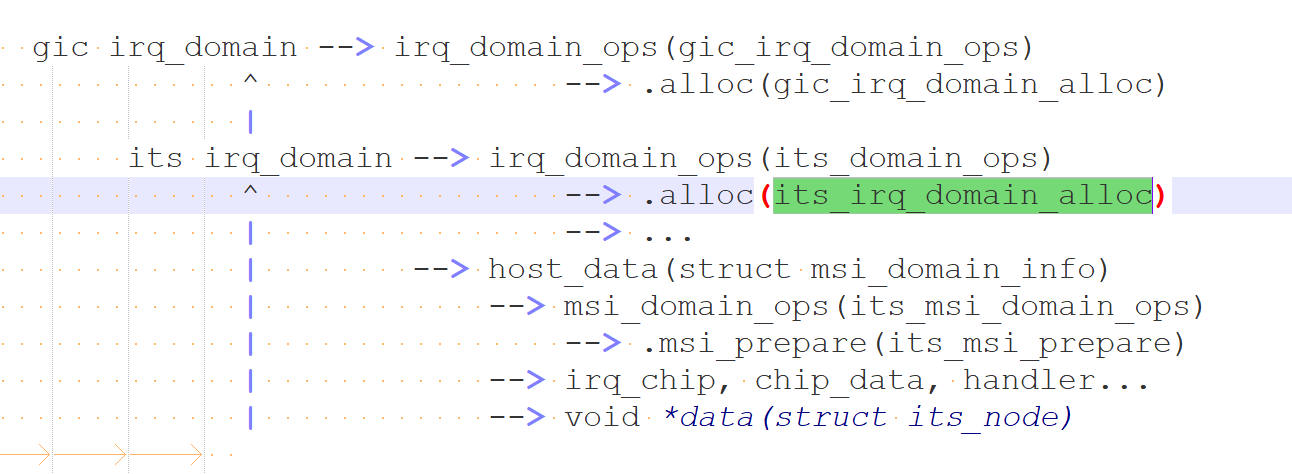 gic irq_domain --> irq_domain_ops(gic_irq_domain_ops)
^ --> .alloc(gic_irq_domain_alloc)
|
its irq_domain --> irq_domain_ops(its_domain_ops)
^ --> .alloc(its_irq_domain_alloc)
| --> ...
| --> host_data(struct msi_domain_info)
| --> msi_domain_ops(its_msi_domain_ops)
| --> .msi_prepare(its_msi_prepare)
| --> irq_chip, chip_data, handler...
| --> void *data(struct its_node)